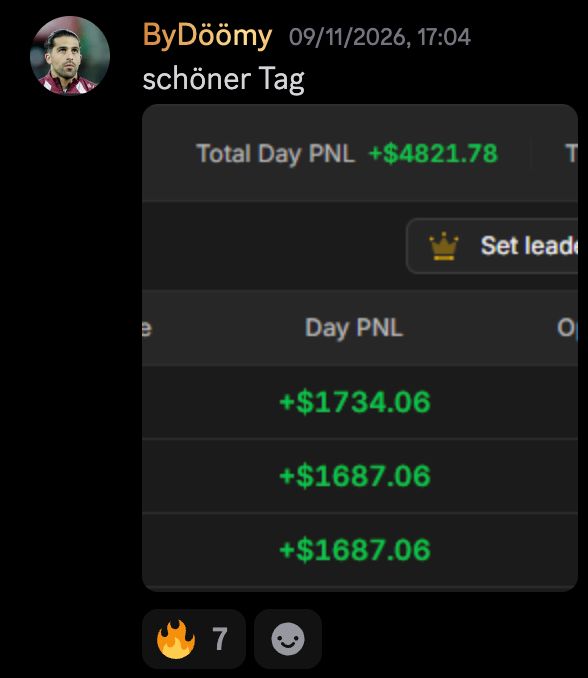 ByDöömy 09/11/2026, 17:04
schöner Tag
Total Day PNL +$4821.78 T
Set leade
e Day PNL Op
+$1734.06
+$1687.06
+$1687.06
7